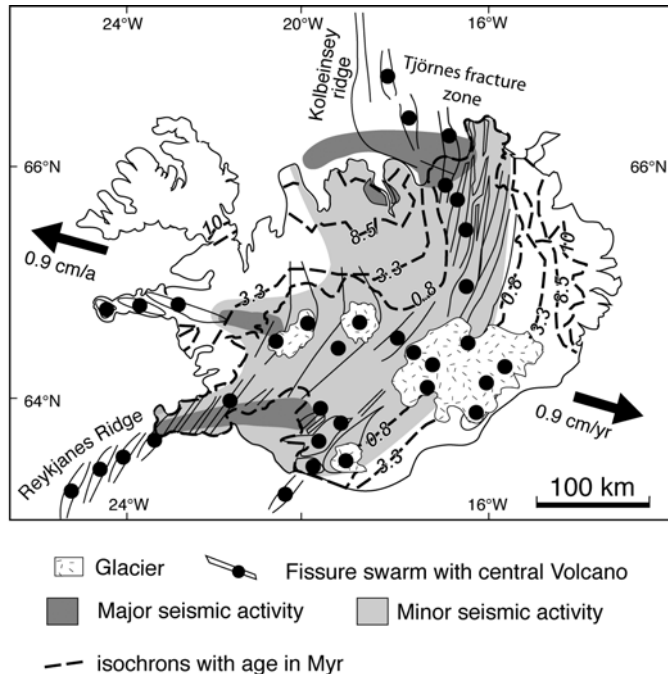 24°W 20°W 16°W
Kolbeinsey
ridge
Tjörnes fracture
zone
66°N 66°N
10
8.5
3.3
0.8
3.3
0.9 cm/a
10
8.5
3.3
0.8
64°N 64°N
0.9 cm/yr
Reykjanes Ridge
0.8
3.3
24°W 16°W
100 km
Glacier
Fissure swarm with central Volcano
Major seismic activity
Minor seismic activity
isochrons with age in Myr